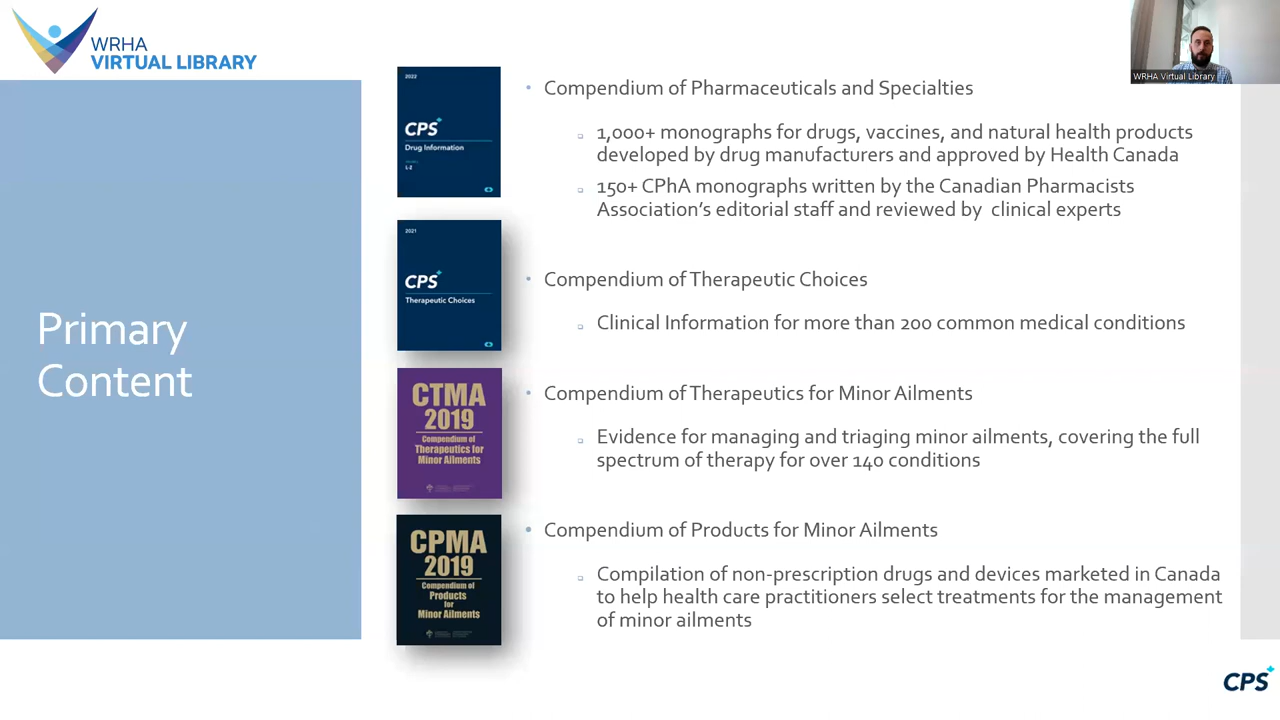 WRHA
VIRTUAL LIBRARY
WRHA Virtual Library
Primary
Content
2022
CPS
Drug Information
L-Z
• Compendium of Pharmaceuticals and Specialties
1,000+ monographs for drugs, vaccines, and natural health products
developed by drug manufacturers and approved by Health Canada
150+ CPhA monographs written by the Canadian Pharmacists
Association's editorial staff and reviewed by clinical experts
2021
CPS
Therapeutic Choices
• Compendium of Therapeutic Choices
Clinical Information for more than 200 common medical conditions
CTMA
2019
Compendium of
Therapeutics for
Minor Ailments
• Compendium of Therapeutics for Minor Ailments
Evidence for managing and triaging minor ailments, covering the full
spectrum of therapy for over 140 conditions
CPMA
2019
Compendium of
Products
for
Minor Ailments
• Compendium of Products for Minor Ailments
Compilation of non-prescription drugs and devices marketed in Canada
to help health care practitioners select treatments for the management
of minor ailments
CPS